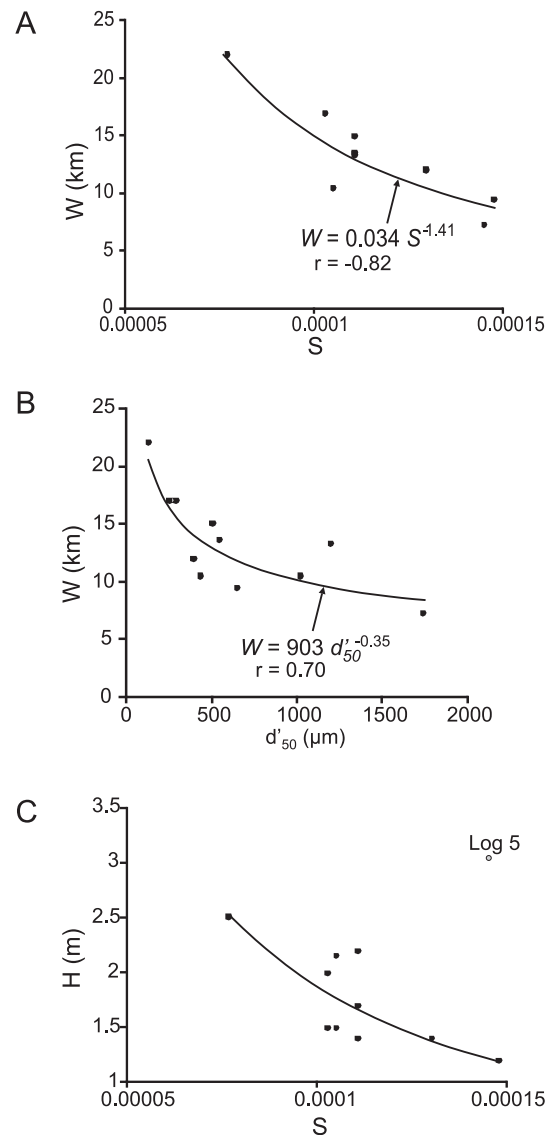 A
25
20
15
10
5
0
W (km)
W = 0.034 S^-1.41
r = -0.82
0.00005 0.0001 0.00015
S
B
25
20
15
10
5
0
W (km)
W = 903 d'50^-0.35
r = 0.70
0 500 1000 1500 2000
d'50 (µm)
C
3.5
3
2.5
2
1.5
1
H (m)
Log 5
0.00005 0.0001 0.00015
S